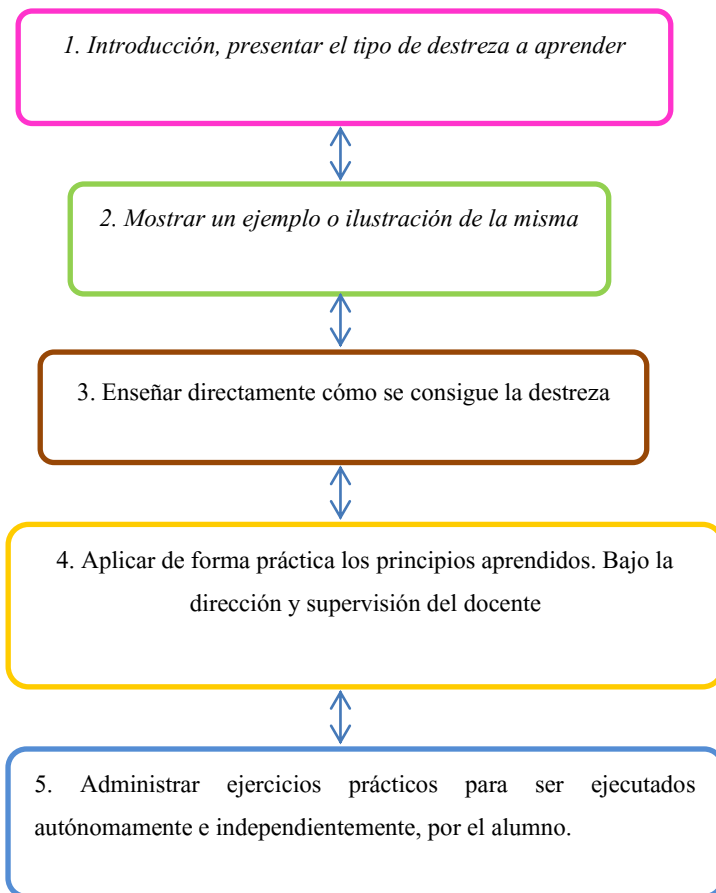 1. Introducción, presentar el tipo de destreza a aprender
2. Mostrar un ejemplo o ilustración de la misma
3. Enseñar directamente cómo se consigue la destreza
4. Aplicar de forma práctica los principios aprendidos. Bajo la
dirección y supervisión del docente
5. Administrar ejercicios prácticos para ser ejecutados
autónomamente e independientemente, por el alumno.